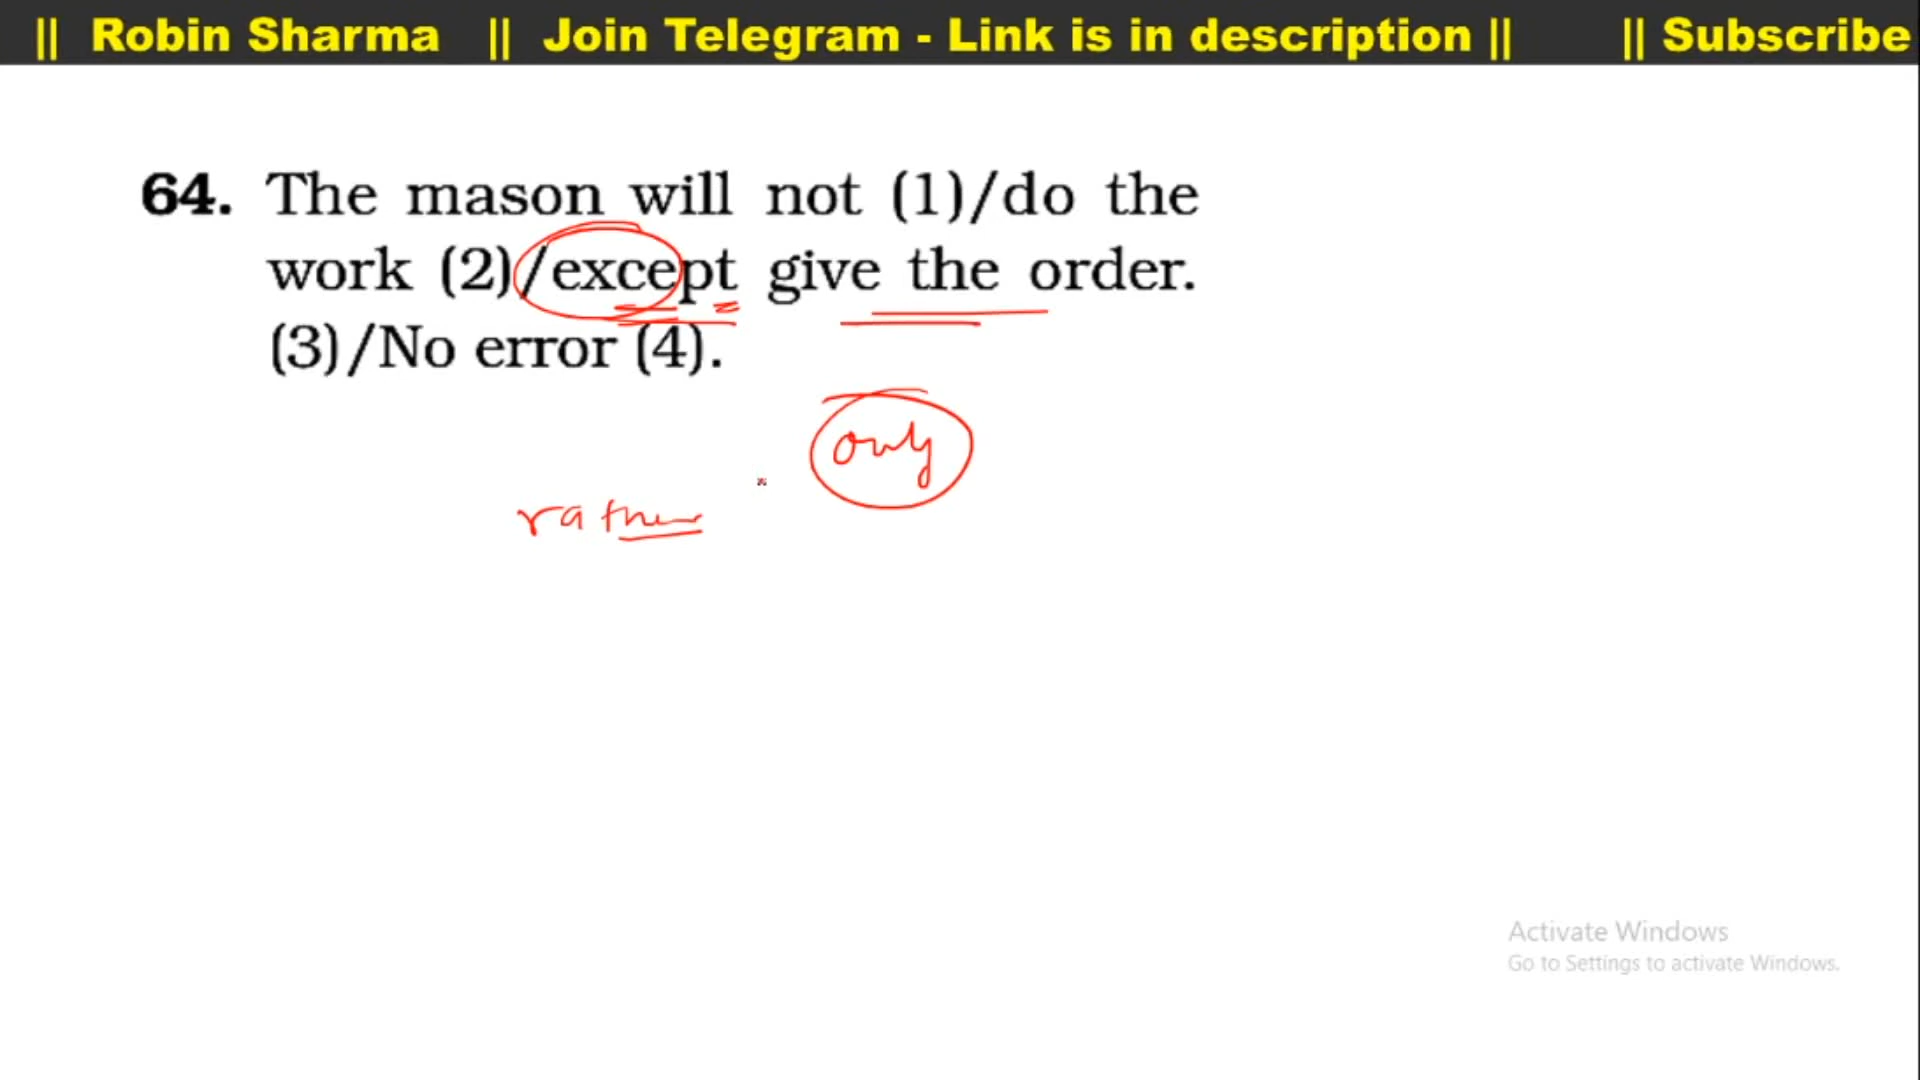 || Robin Sharma || Join Telegram - Link is in description || || Subscribe
64. The mason will not (1)/do the
work (2)/except give the order.
(3)/No error (4).
only
rather
Activate Windows
Go to Settings to activate Windows.